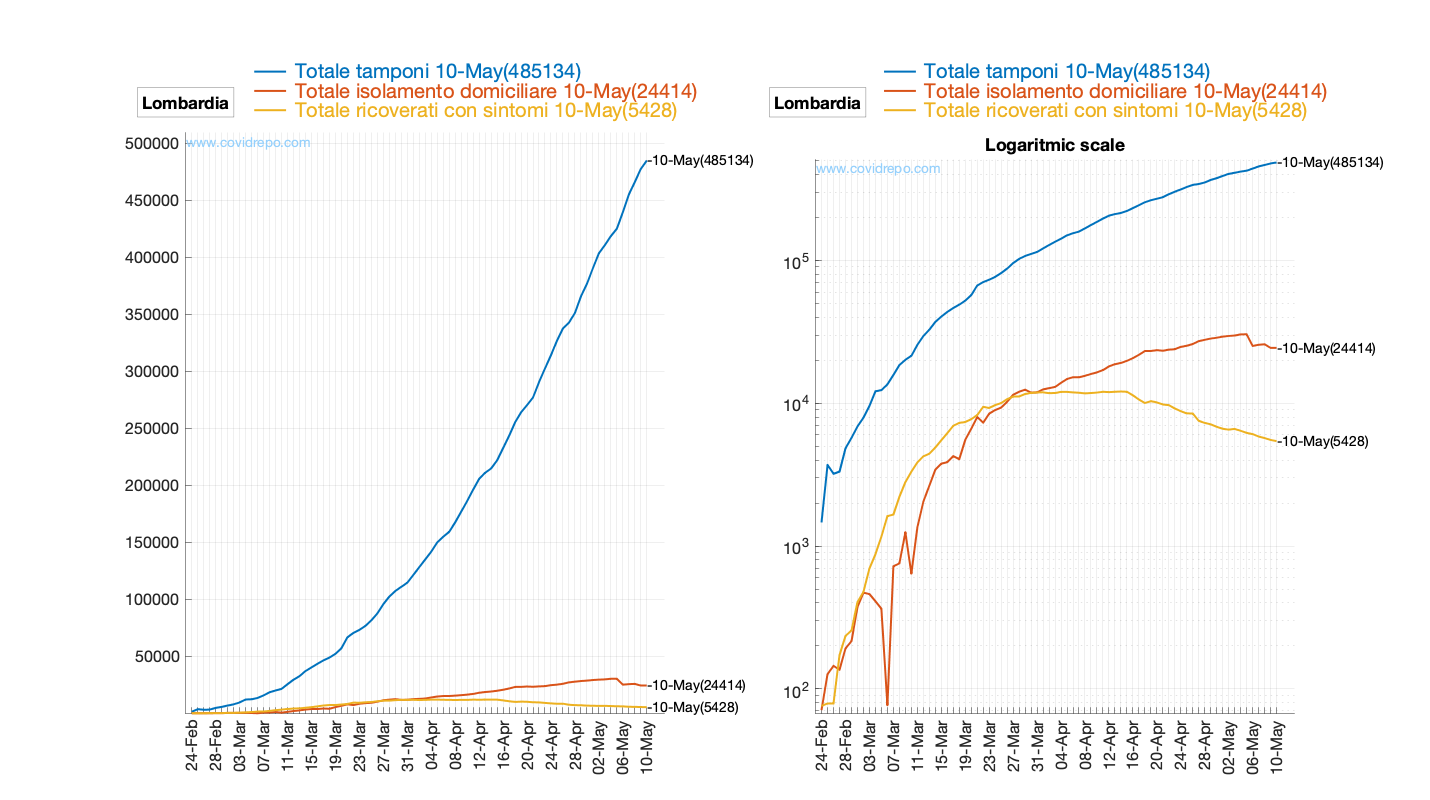 Totale tamponi 10-May(485134)
Totale isolamento domiciliare 10-May(24414)
Totale ricoverati con sintomi 10-May(5428)
Lombardia
www.covidrepo.com
500000
450000
400000
350000
300000
250000
200000
150000
100000
50000
-10-May(485134)
-10-May(24414)
-10-May(5428)
24-Feb
28-Feb
03-Mar
07-Mar
11-Mar
15-Mar
19-Mar
23-Mar
27-Mar
31-Mar
04-Apr
08-Apr
12-Apr
16-Apr
20-Apr
24-Apr
28-Apr
02-May
06-May
10-May
Totale tamponi 10-May(485134)
Totale isolamento domiciliare 10-May(24414)
Totale ricoverati con sintomi 10-May(5428)
Lombardia
Logaritmic scale
www.covidrepo.com
10^5
10^4
10^3
10^2
-10-May(485134)
-10-May(24414)
-10-May(5428)
24-Feb
28-Feb
03-Mar
07-Mar
11-Mar
15-Mar
19-Mar
23-Mar
27-Mar
31-Mar
04-Apr
08-Apr
12-Apr
16-Apr
20-Apr
24-Apr
28-Apr
02-May
06-May
10-May